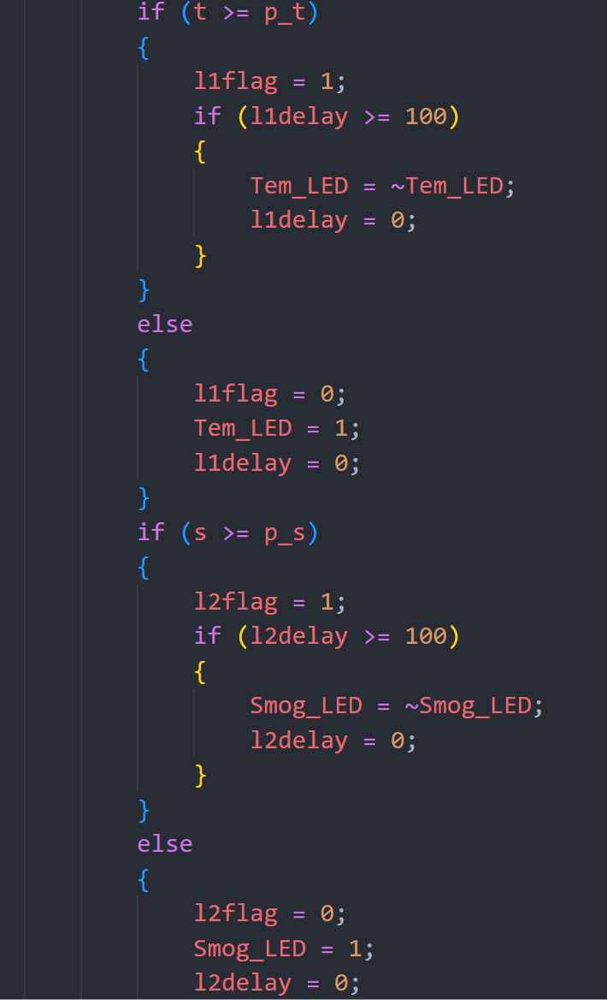 if (t >= p_t)
{
l1flag = 1;
if (l1delay >= 100)
{
Tem_LED = ~Tem_LED;
l1delay = 0;
}
}
else
{
l1flag = 0;
Tem_LED = 1;
l1delay = 0;
}
if (s >= p_s)
{
l2flag = 1;
if (l2delay >= 100)
{
Smog_LED = ~Smog_LED;
l2delay = 0;
}
}
else
{
l2flag = 0;
Smog_LED = 1;
l2delay = 0;